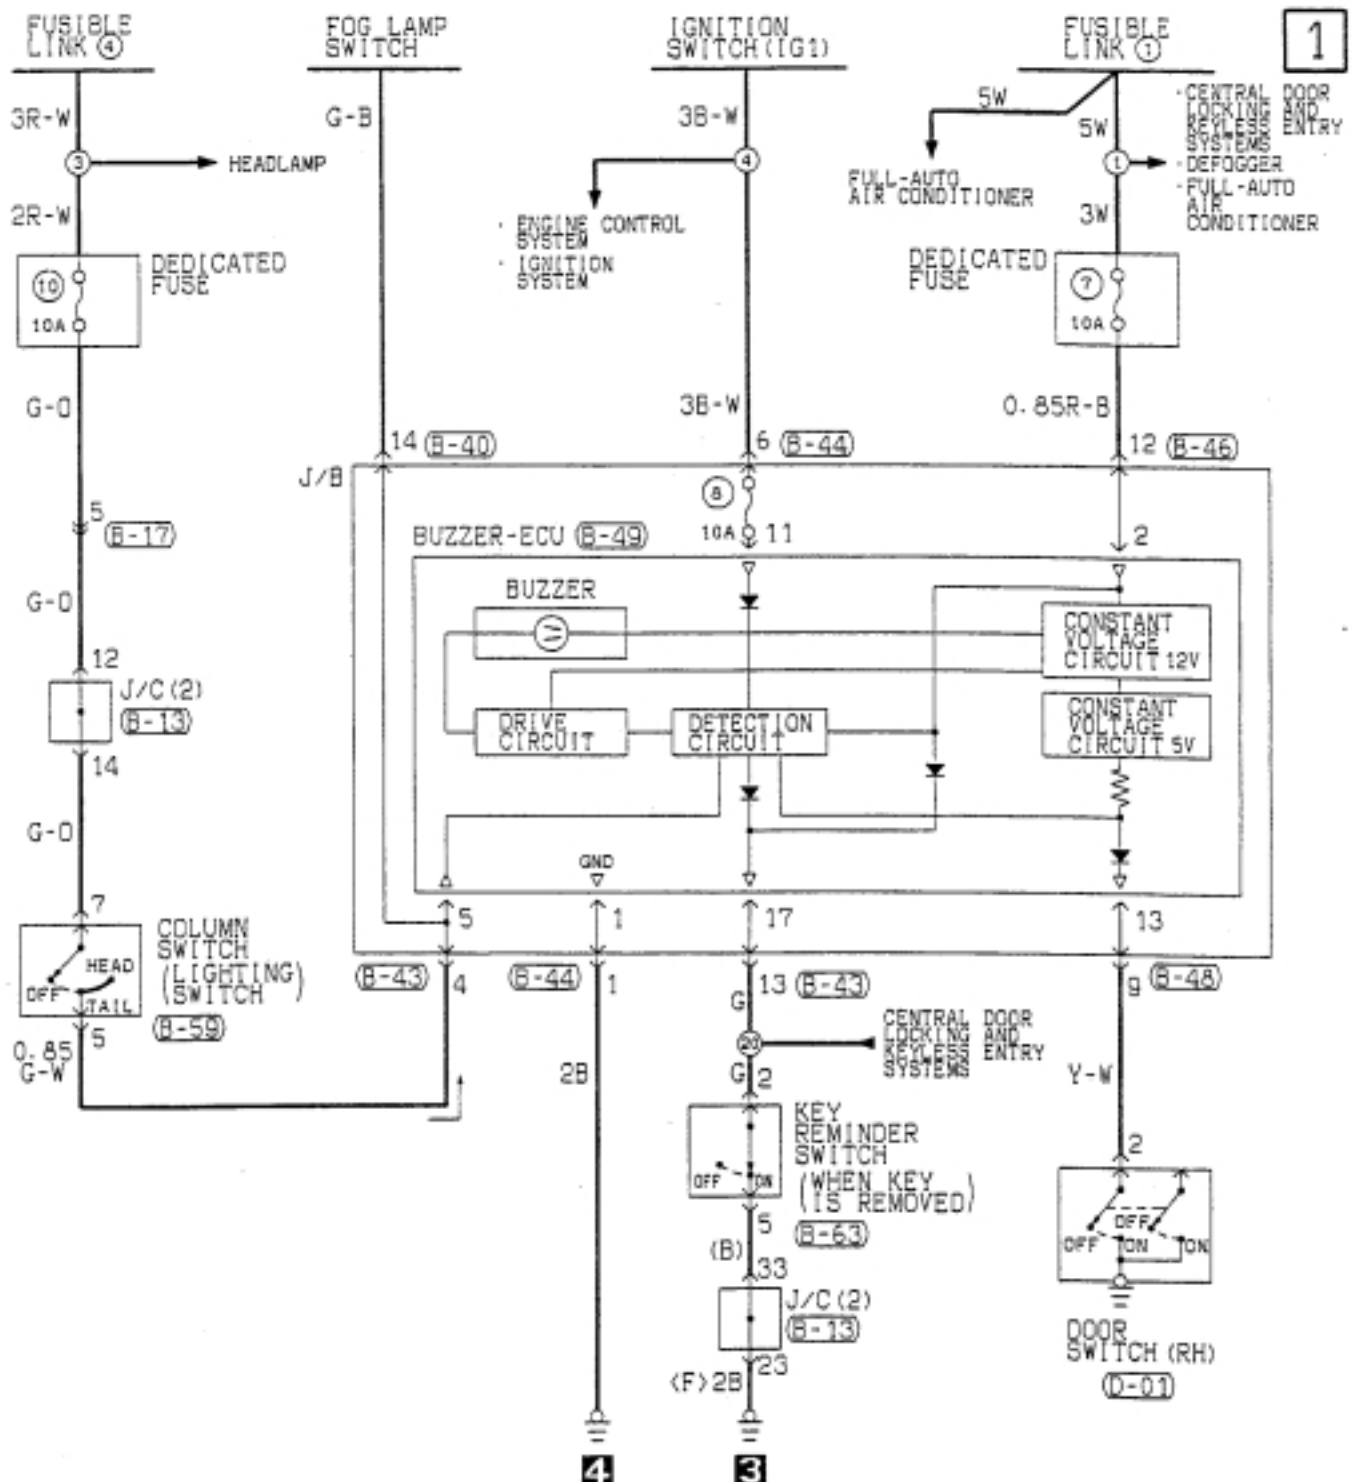 FUSIBLE
LINK ④
FOG LAMP
SWITCH
IGNITION
SWITCH(IG1)
FUSIBLE
LINK ①
1
3R-W
G-B
3B-W
5W
5W
· CENTRAL DOOR
LOCKING AND
KEYLESS ENTRY
SYSTEMS
· DEFOGGER
· FULL-AUTO
AIR
CONDITIONER
3
HEADLAMP
4
1
FULL-AUTO
AIR CONDITIONER
2R-W
· ENGINE CONTROL
SYSTEM
· IGNITION
SYSTEM
3W
DEDICATED
FUSE
10
10A
DEDICATED
FUSE
7
10A
G-O
3B-W
0.85R-B
14 (B-40)
6 (B-44)
12 (B-46)
J/B
8
10A
11
5
(B-17)
BUZZER-ECU (B-49)
2
G-O
BUZZER
CONSTANT
VOLTAGE
CIRCUIT 12V
12
J/C(2)
(B-13)
14
DRIVE
CIRCUIT
DETECTION
CIRCUIT
CONSTANT
VOLTAGE
CIRCUIT 5V
G-O
GND
7
5
1
17
13
COLUMN
SWITCH
(LIGHTING)
(SWITCH)
(B-59)
HEAD
OFF
TAIL
5
(B-43)
4
(B-44)
1
13 (B-43)
9
(B-48)
G
20
CENTRAL DOOR
LOCKING AND
KEYLESS ENTRY
SYSTEMS
0.85
G-W
2B
G
2
Y-W
KEY
REMINDER
SWITCH
(WHEN KEY
IS REMOVED)
(B-63)
OFF
ON
2
5
(B)
33
OFF
OFF
ON
ON
J/C(2)
(B-13)
23
(F)2B
DOOR
SWITCH (RH)
(D-01)
4
3